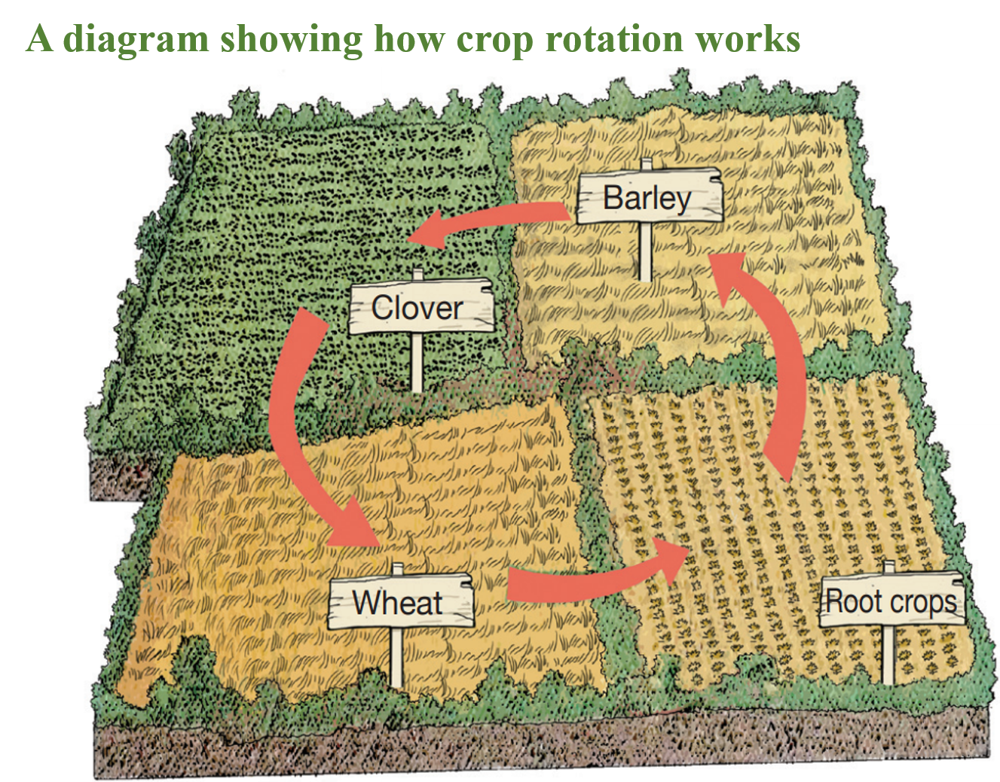 A diagram showing how crop rotation works
Barley
Clover
Wheat
Root crops